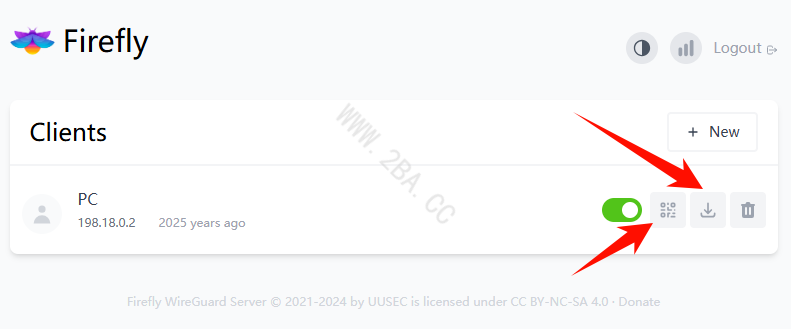 Firefly
Logout
Clients
+ New
PC
198.18.0.2 2025 years ago
WWW.2BA.CC
Firefly WireGuard Server © 2021-2024 by UUSEC is licensed under CC BY-NC-SA 4.0 · Donate